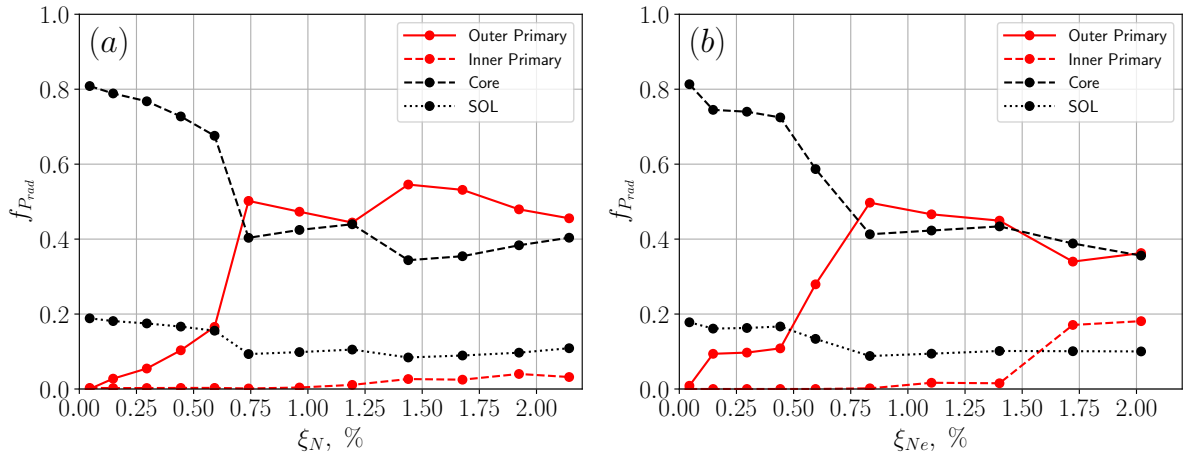 (a)
Outer Primary
Inner Primary
Core
SOL
1.0
0.8
0.6
0.4
0.2
0.0
f_{P_{rad}}
0.00 0.25 0.50 0.75 1.00 1.25 1.50 1.75 2.00
ξ_N, %
(b)
Outer Primary
Inner Primary
Core
SOL
1.0
0.8
0.6
0.4
0.2
0.0
f_{P_{rad}}
0.00 0.25 0.50 0.75 1.00 1.25 1.50 1.75 2.00
ξ_{Ne}, %